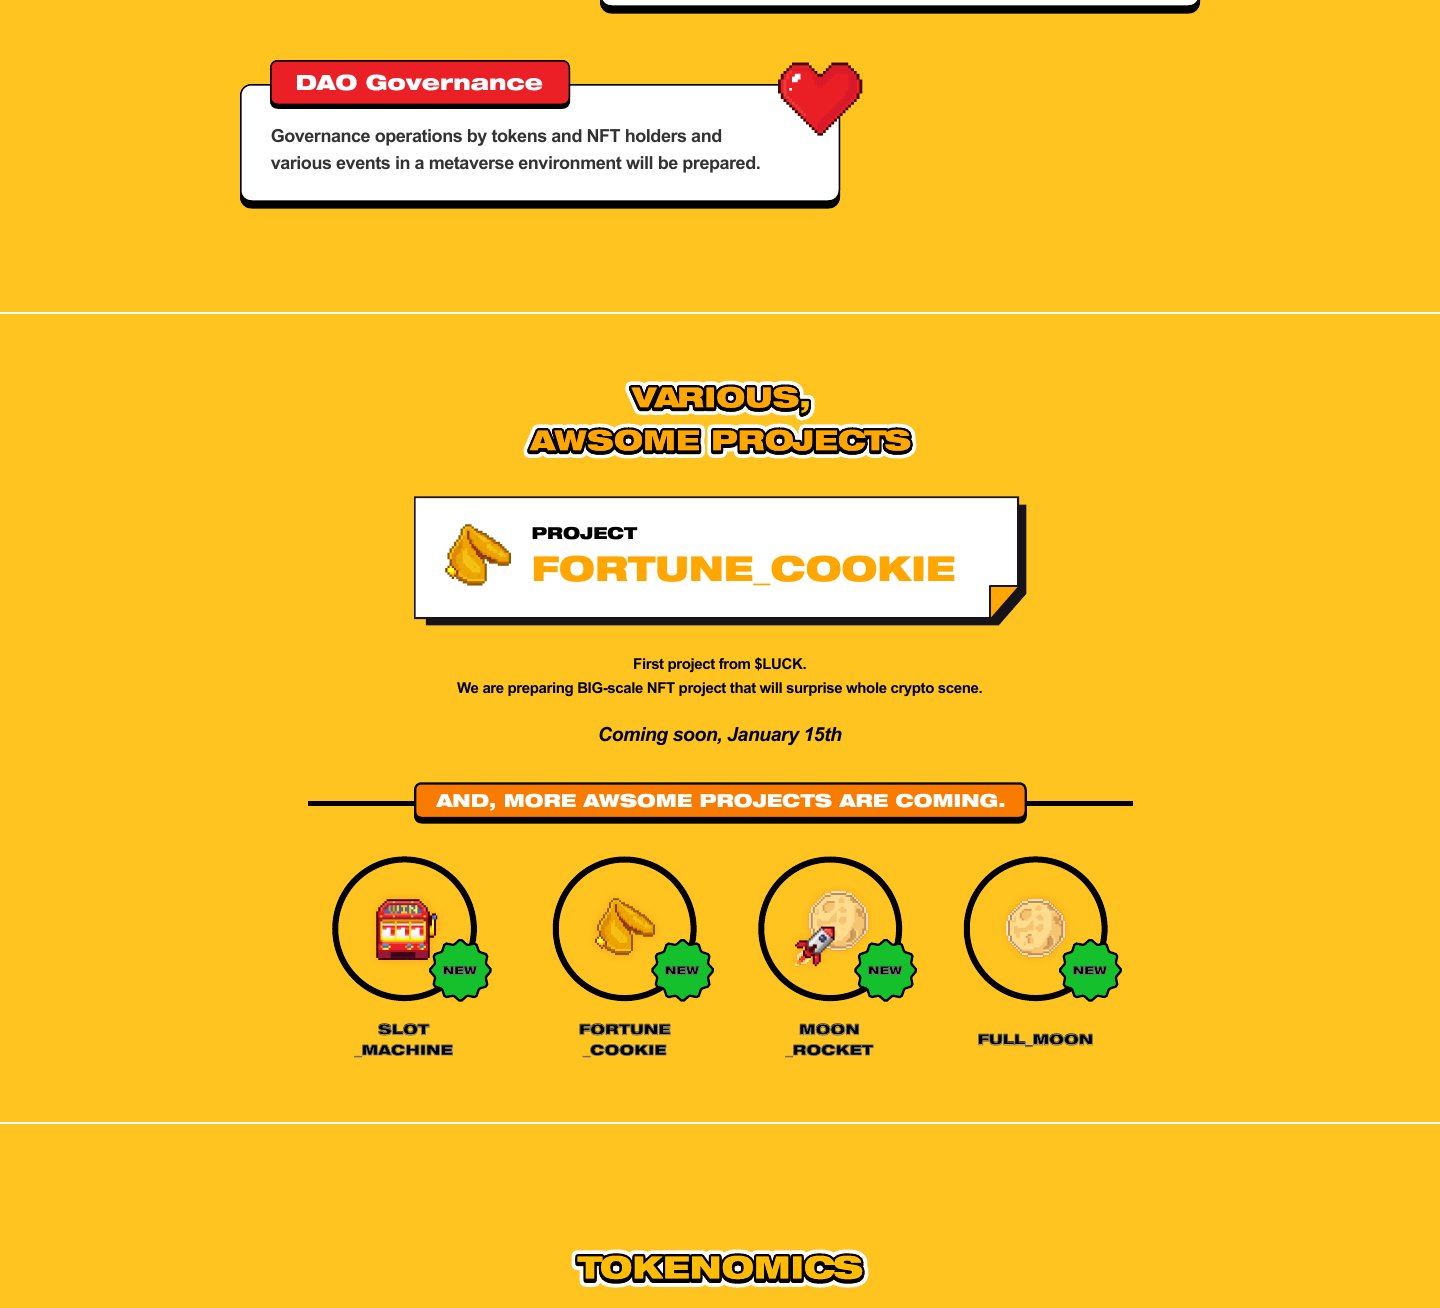 DAO Governance
Governance operations by tokens and NFT holders and
various events in a metaverse environment will be prepared.
VARIOUS,
AWSOME PROJECTS
PROJECT
FORTUNE_COOKIE
First project from $LUCK.
We are preparing BIG-scale NFT project that will surprise whole crypto scene.
Coming soon, January 15th
AND, MORE AWSOME PROJECTS ARE COMING.
WIN
NEW
NEW
NEW
NEW
SLOT
_MACHINE
FORTUNE
_COOKIE
MOON
_ROCKET
FULL_MOON
TOKENOMICS